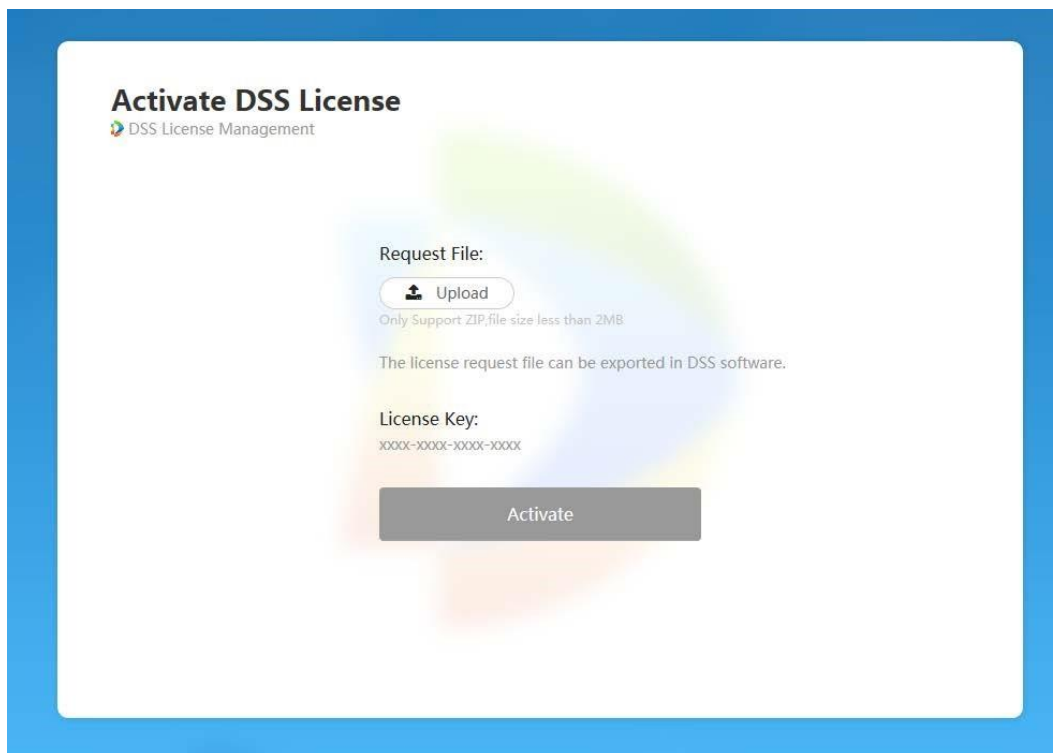 Activate DSS License
DSS License Management
Request File:
Upload
Only Support ZIP,file size less than 2MB
The license request file can be exported in DSS software.
License Key:
xxxx-xxxx-xxxx-xxxx
Activate